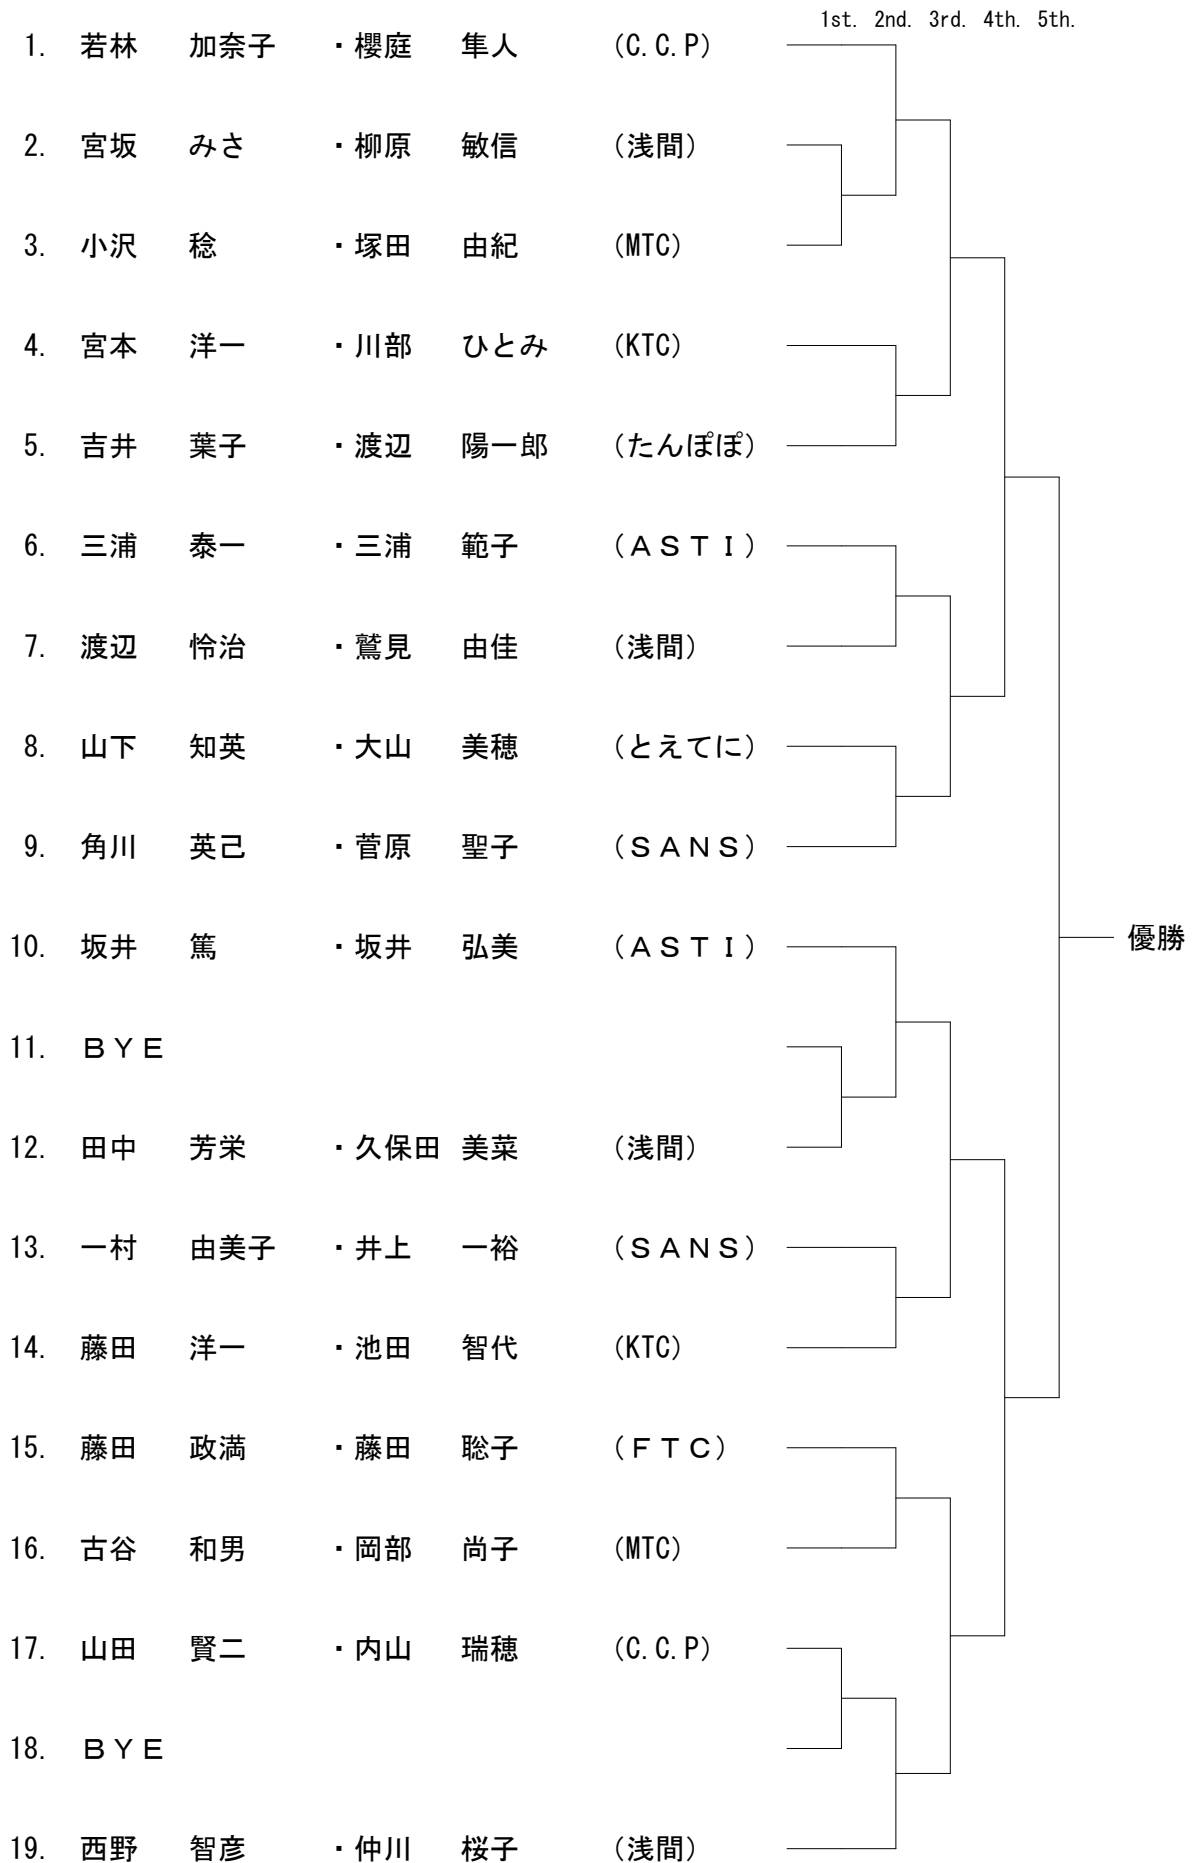 1st. 2nd. 3rd. 4th. 5th.
1. 若林 加奈子 ・櫻庭 隼人 (C.C.P)
2. 宮坂 みさ ・柳原 敏信 (浅間)
3. 小沢 稔 ・塚田 由紀 (MTC)
4. 宮本 洋一 ・川部 ひとみ (KTC)
5. 吉井 葉子 ・渡辺 陽一郎 (たんぽぽ)
6. 三浦 泰一 ・三浦 範子 (ASTI)
7. 渡辺 怜治 ・鷲見 由佳 (浅間)
8. 山下 知英 ・大山 美穂 (とえてに)
9. 角川 英己 ・菅原 聖子 (SANS)
10. 坂井 篤 ・坂井 弘美 (ASTI)
優勝
11. BYE
12. 田中 芳栄 ・久保田 美菜 (浅間)
13. 一村 由美子 ・井上 一裕 (SANS)
14. 藤田 洋一 ・池田 智代 (KTC)
15. 藤田 政満 ・藤田 聡子 (FTC)
16. 古谷 和男 ・岡部 尚子 (MTC)
17. 山田 賢二 ・内山 瑞穂 (C.C.P)
18. BYE
19. 西野 智彦 ・仲川 桜子 (浅間)